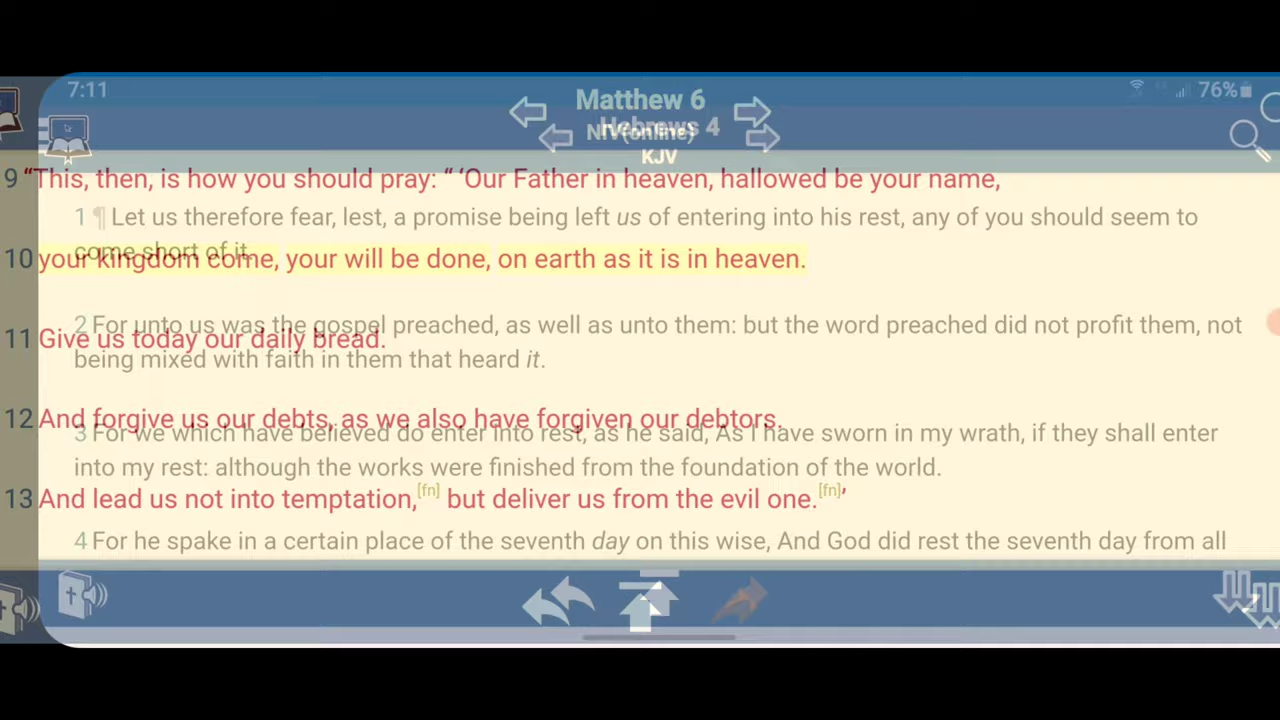 7:11
76%
Matthew 6
Hebrews 4
NIV(online)
KJV
9 “This, then, is how you should pray: “ ‘Our Father in heaven, hallowed be your name,
1 ¶ Let us therefore fear, lest, a promise being left us of entering into his rest, any of you should seem to
come short of it.
10 your kingdom come, your will be done, on earth as it is in heaven.
2 For unto us was the gospel preached, as well as unto them: but the word preached did not profit them, not
11 Give us today our daily bread.
being mixed with faith in them that heard it.
12 And forgive us our debts, as we also have forgiven our debtors.
3 For we which have believed do enter into rest, as he said, As I have sworn in my wrath, if they shall enter
into my rest: although the works were finished from the foundation of the world.
13 And lead us not into temptation,[fn] but deliver us from the evil one.[fn]’
4 For he spake in a certain place of the seventh day on this wise, And God did rest the seventh day from all